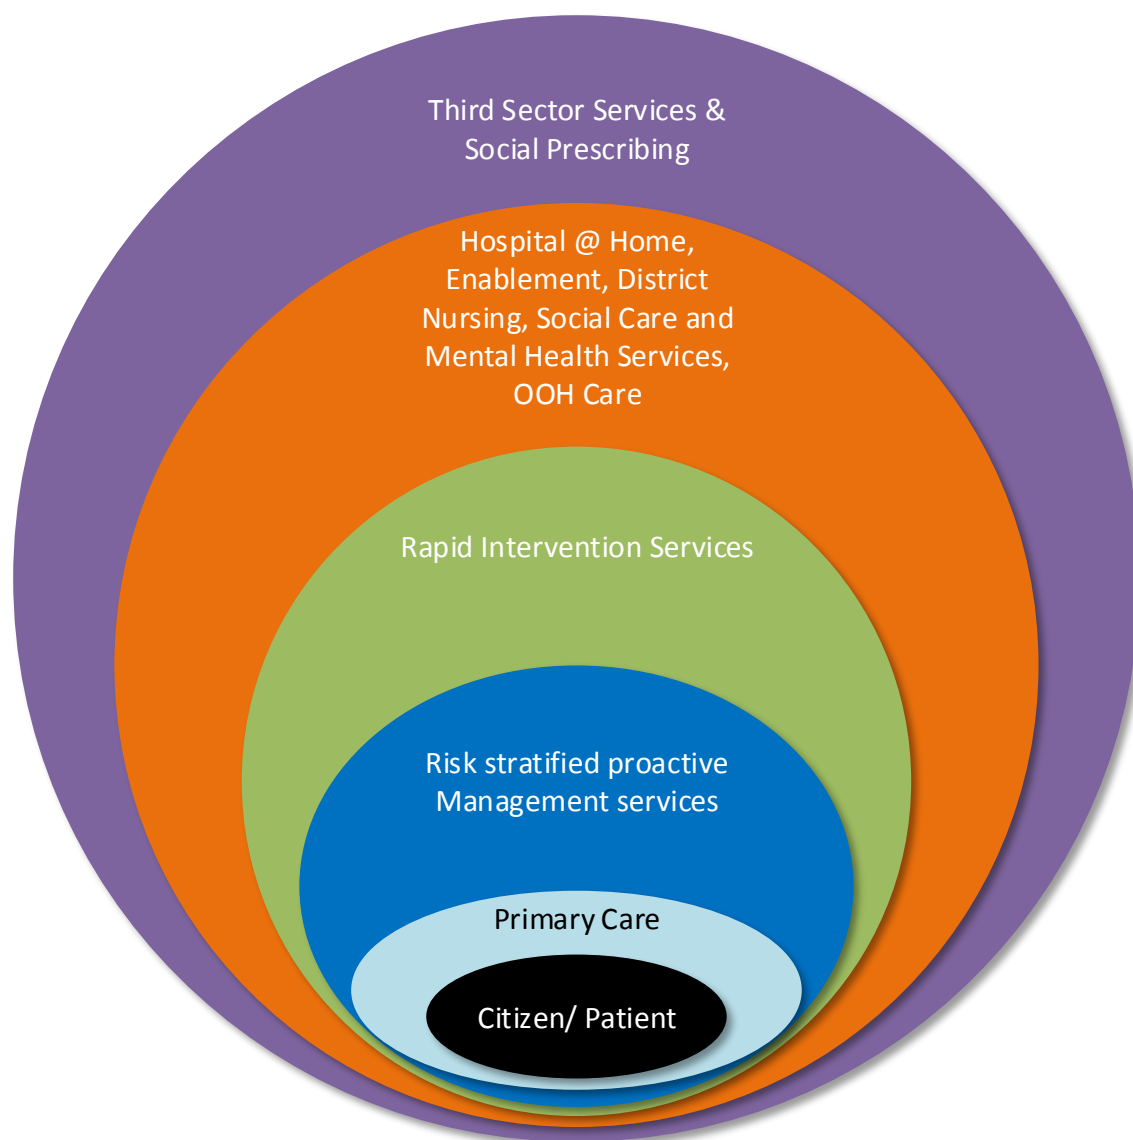 Third Sector Services &
Social Prescribing
Hospital @ Home,
Enablement, District
Nursing, Social Care and
Mental Health Services,
OOH Care
Rapid Intervention Services
Risk stratified proactive
Management services
Primary Care
Citizen/ Patient